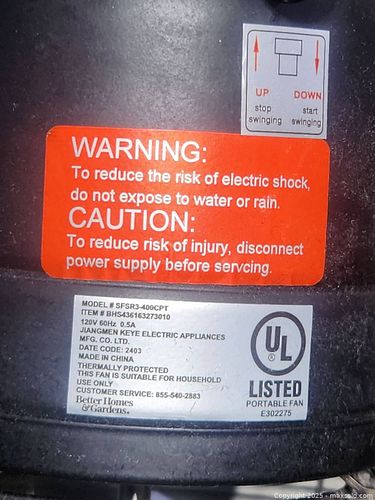 UP DOWN
stop start
swinging swinging
WARNING:
To reduce the risk of electric shock,
do not expose to water or rain.
CAUTION:
To reduce risk of injury, disconnect
power supply before servcing.
MODEL # SFSR3-400CPT
ITEM # BHS436163273010
120V 60Hz 0.5A
JIANGMEN KEYE ELECTRIC APPLIANCES
MFG. CO. LTD.
DATE CODE: 2403
MADE IN CHINA
THERMALLY PROTECTED
THIS FAN IS SUITABLE FOR HOUSEHOLD
USE ONLY
CUSTOMER SERVICE: 855-540-2883
Better Homes
& Gardens.
UL
®
LISTED
PORTABLE FAN
E302275
Copyright 2025 - maxsold.com